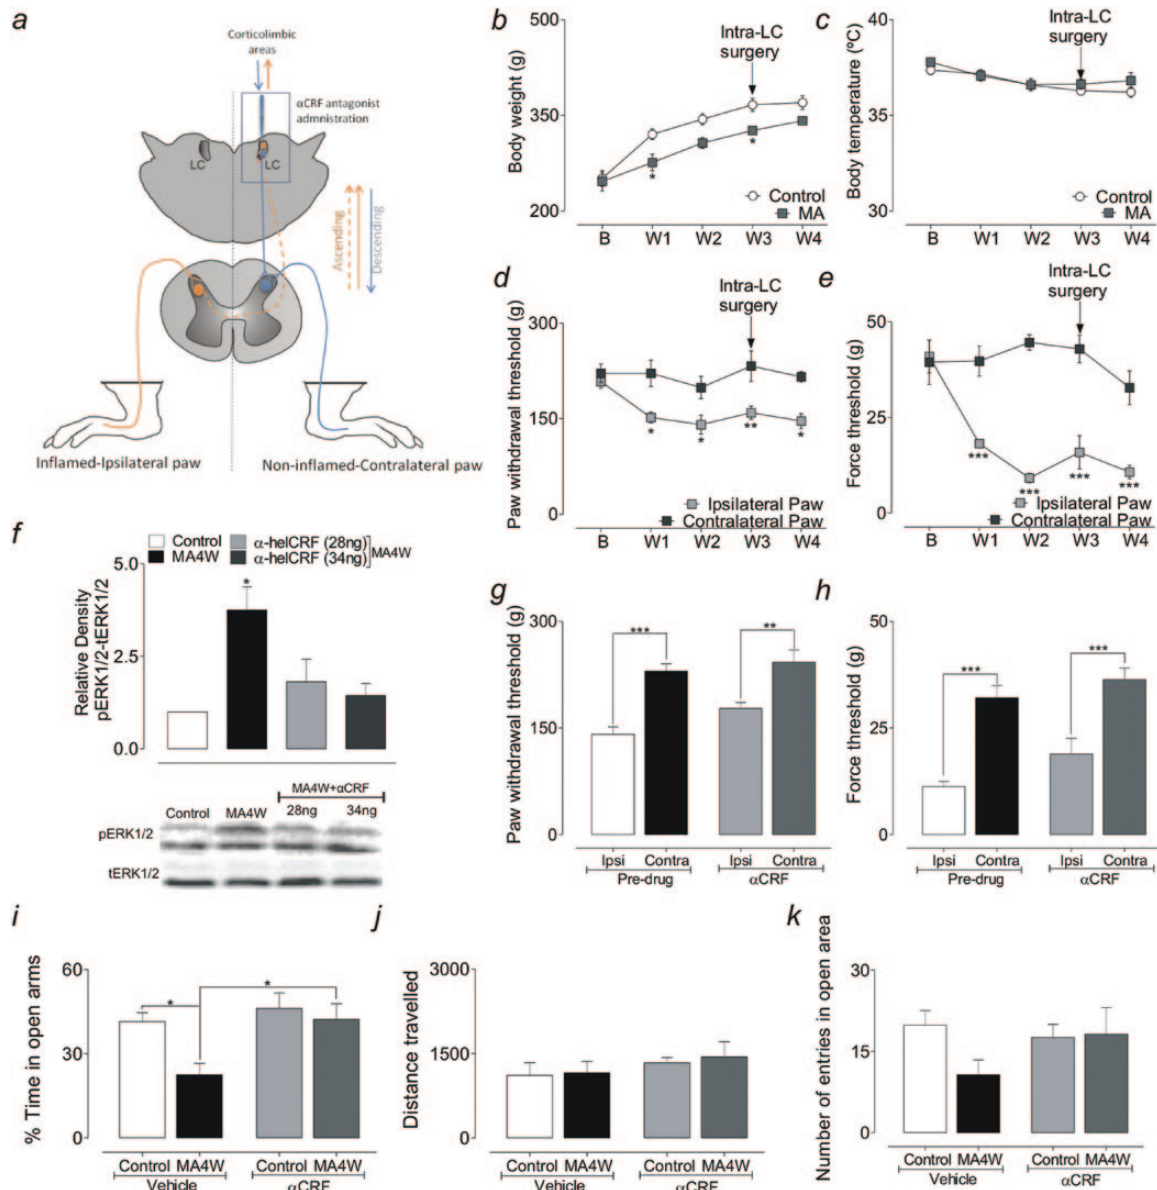 a
Corticolimbic
areas
αCRF antagonist
admnistration
LC
LC
Ascending
Descending
Inflamed-Ipsilateral paw
Non-inflamed-Contralateral paw
b
Body weight (g)
500
350
200
Intra-LC
surgery
*
*
Control
MA
B W1 W2 W3 W4
c
Body temperature (ºC)
42
36
30
Intra-LC
surgery
Control
MA
B W1 W2 W3 W4
d
Paw withdrawal threshold (g)
300
150
0
Intra-LC
surgery
* * ** *
Ipsilateral Paw
Contralateral Paw
B W1 W2 W3 W4
e
Force threshold (g)
50
25
0
Intra-LC
surgery
*** *** *** ***
Ipsilateral Paw
Contralateral Paw
B W1 W2 W3 W4
f
Control
MA4W
α-helCRF (28ng)
α-helCRF (34ng)
MA4W
Relative Density
pERK1/2-tERK1/2
5.0
2.5
0.0
*
MA4W+αCRF
Control MA4W 28ng 34ng
pERK1/2
tERK1/2
g
Paw withdrawal threshold (g)
300
150
0
*** **
Ipsi Contra Ipsi Contra
Pre-drug αCRF
h
Force threshold (g)
50
25
0
*** ***
Ipsi Contra Ipsi Contra
Pre-drug αCRF
i
% Time in open arms
60
30
0
* *
Control MA4W Control MA4W
Vehicle αCRF
j
Distance travelled
3000
1500
0
Control MA4W Control MA4W
Vehicle αCRF
k
Number of entries in open area
30
15
0
Control MA4W Control MA4W
Vehicle αCRF